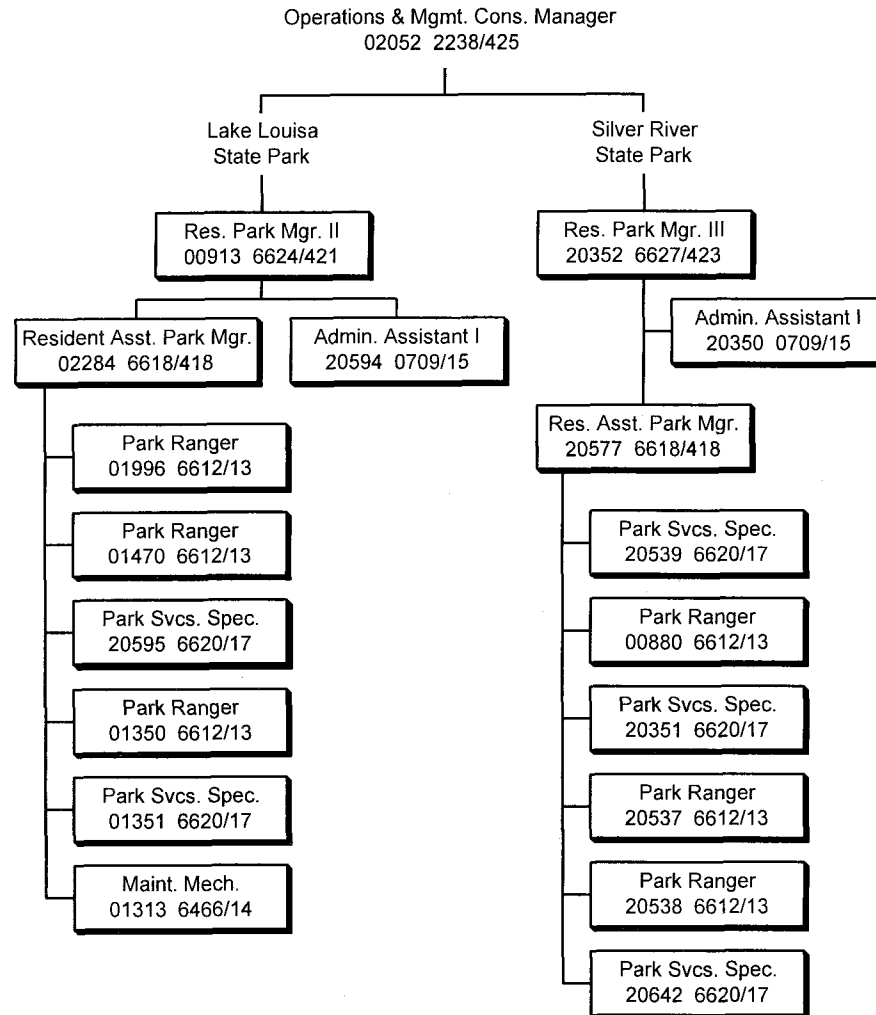 Operations & Mgmt. Cons. Manager
02052 2238/425
Lake Louisa
State Park
Res. Park Mgr. II
00913 6624/421
Resident Asst. Park Mgr.
02284 6618/418
Admin. Assistant I
20594 0709/15
Park Ranger
01996 6612/13
Park Ranger
01470 6612/13
Park Svcs. Spec.
20595 6620/17
Park Ranger
01350 6612/13
Park Svcs. Spec.
01351 6620/17
Maint. Mech.
01313 6466/14
Silver River
State Park
Res. Park Mgr. III
20352 6627/423
Admin. Assistant I
20350 0709/15
Res. Asst. Park Mgr.
20577 6618/418
Park Svcs. Spec.
20539 6620/17
Park Ranger
00880 6612/13
Park Svcs. Spec.
20351 6620/17
Park Ranger
20537 6612/13
Park Ranger
20538 6612/13
Park Svcs. Spec.
20642 6620/17